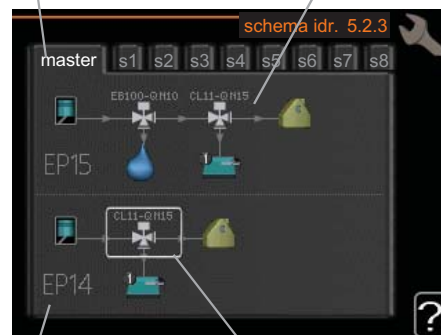 schema idr. 5.2.3
master s1 s2 s3 s4 s5 s6 s7 s8
EB100-QN10 CL11-QN15
1
EP15
CL11-QN15
1
EP14
?